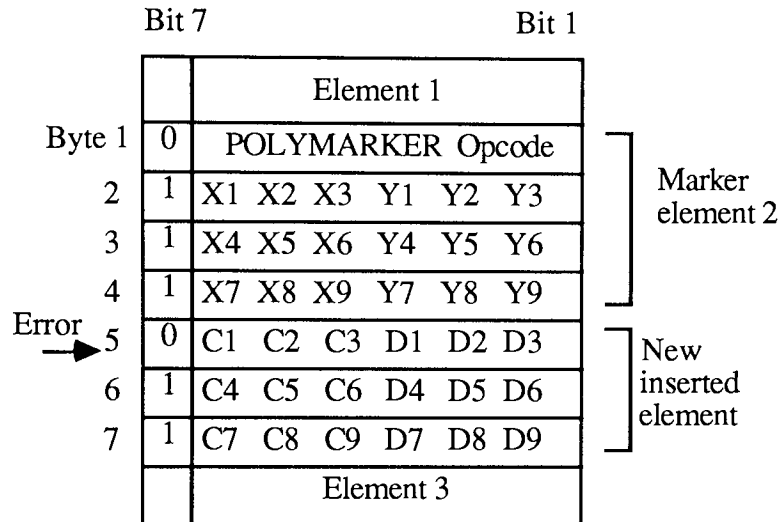 Bit 7 Bit 1
Element 1
Byte 1 0 POLYMARKER Opcode
2 1 X1 X2 X3 Y1 Y2 Y3
Marker
element 2
3 1 X4 X5 X6 Y4 Y5 Y6
4 1 X7 X8 X9 Y7 Y8 Y9
Error
5 0 C1 C2 C3 D1 D2 D3
New
inserted
element
6 1 C4 C5 C6 D4 D5 D6
7 1 C7 C8 C9 D7 D8 D9
Element 3